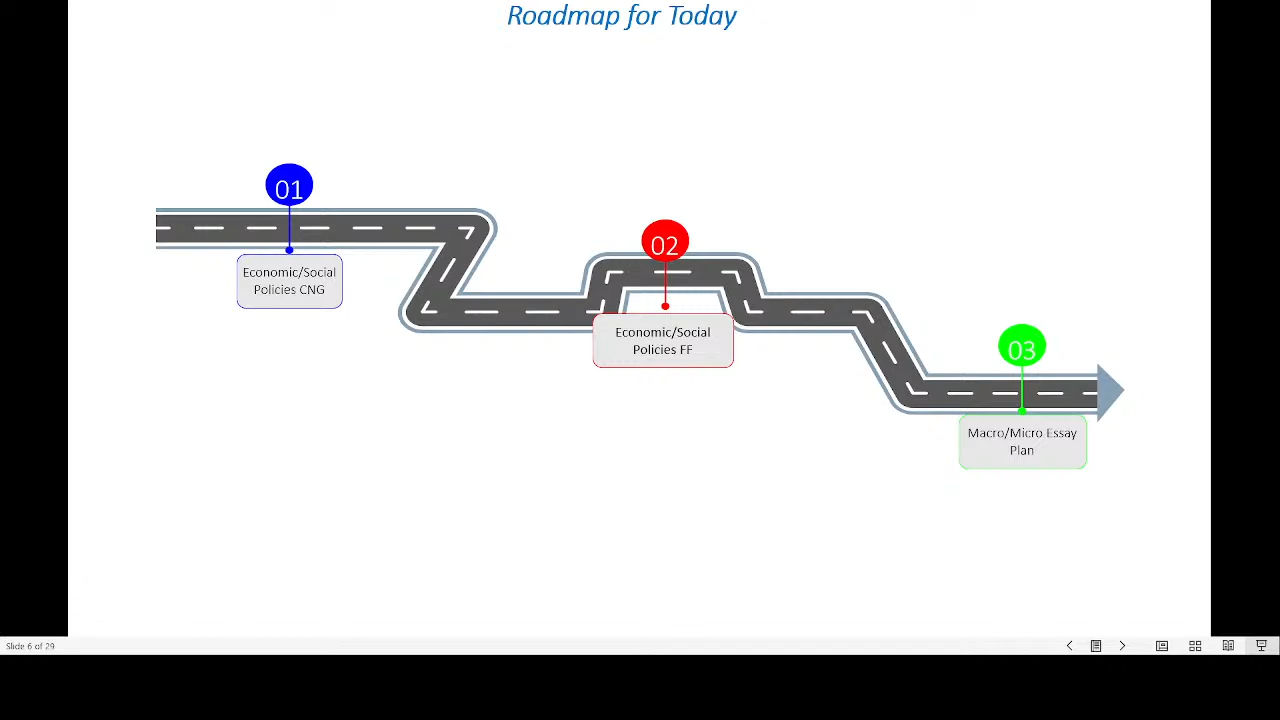 Roadmap for Today
01
Economic/Social
Policies CNG
02
Economic/Social
Policies FF
03
Macro/Micro Essay
Plan
Slide 6 of 29